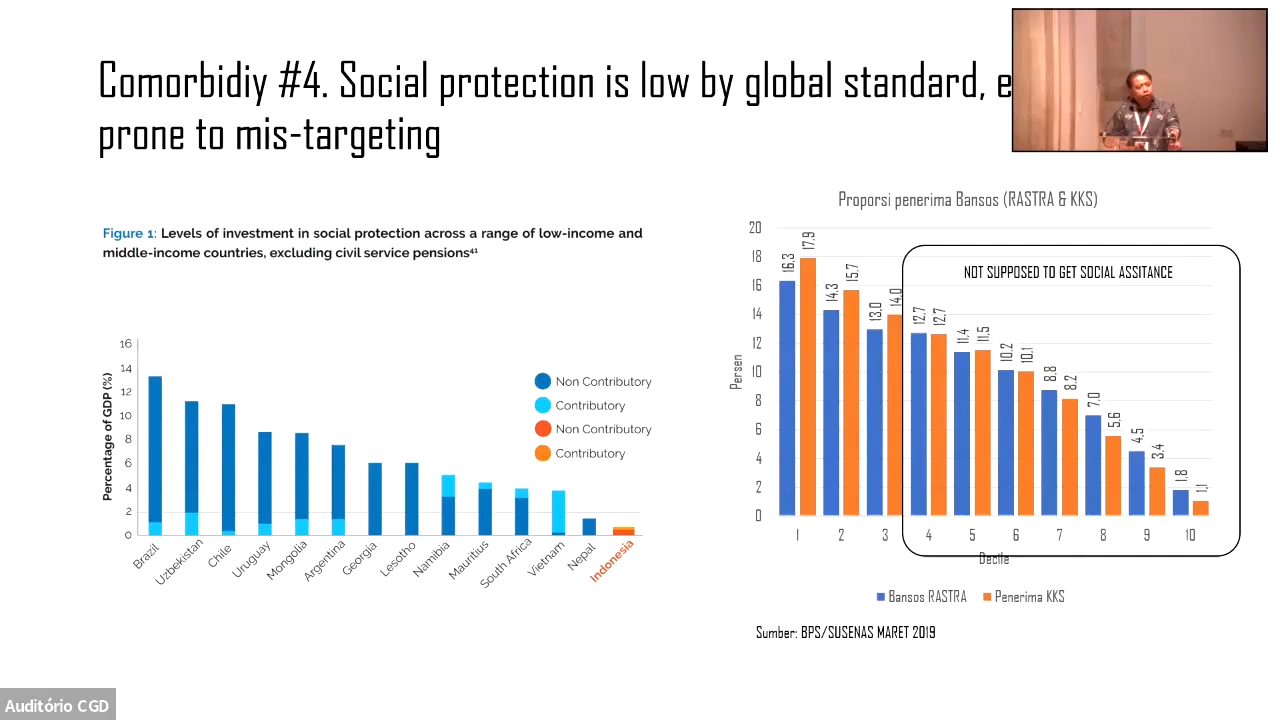 Comorbidiy #4. Social protection is low by global standard,
prone to mis-targeting
Figure 1: Levels of investment in social protection across a range of low-income and
middle-income countries, excluding civil service pensions⁴¹
Percentage of GDP (%)
16
14
12
10
8
6
4
2
0
Non Contributory
Contributory
Non Contributory
Contributory
Brazil
Uzbekistan
Chile
Uruguay
Mongolia
Argentina
Georgia
Lesotho
Namibia
Mauritius
South Africa
Vietnam
Nepal
Indonesia
Proporsi penerima Bansos (RASTRA & KKS)
NOT SUPPOSED TO GET SOCIAL ASSITANCE
Persen
20
18
16
14
12
10
8
6
4
2
0
16.3
17.9
14.3
15.7
13.0
14.0
12.7
12.7
11.4
11.5
10.2
10.1
8.8
8.2
7.0
5.6
4.5
3.4
1.8
1.1
1 2 3 4 5 6 7 8 9 10
Decile
Bansos RASTRA Penerima KKS
Sumber: BPS/SUSENAS MARET 2019
Auditório CGD